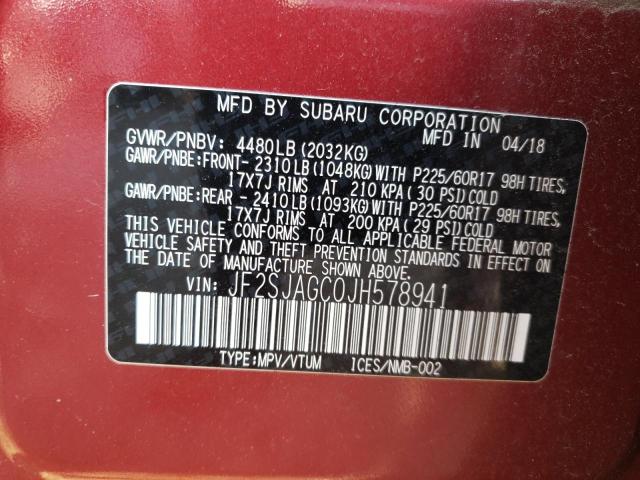 MFD BY SUBARU CORPORATION
MFD IN 04/18
GVWR/PNBV: 4480LB(2032KG)
GAWR/PNBE:FRONT- 2310LB(1048KG)WITH P225/60R17 98H TIRES,
17X7J RIMS AT 210 KPA(30 PSI)COLD
GAWR/PNBE:REAR - 2410LB(1093KG)WITH P225/60R17 98H TIRES,
17X7J RIMS AT 200 KPA(29 PSI)COLD
THIS VEHICLE CONFORMS TO ALL APPLICABLE FEDERAL MOTOR
VEHICLE SAFETY AND THEFT PREVENTION STANDARDS IN EFFECT ON
THE DATE OF MANUFACTURE SHOWN ABOVE.
VIN: JF2SJAGC0JH578941
TYPE:MPV/VTUM ICES/NMB-002